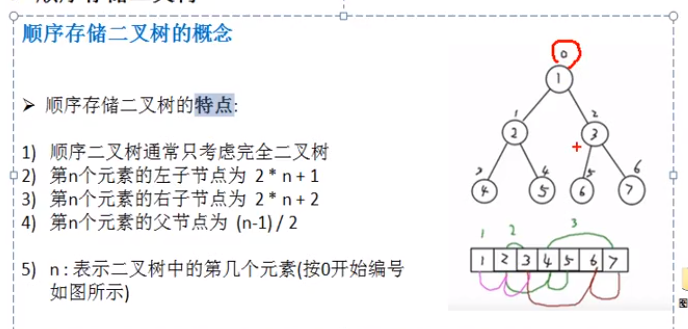 顺序存储二叉树的概念
➢ 顺序存储二叉树的特点:
1) 顺序二叉树通常只考虑完全二叉树
2) 第n个元素的左子节点为 2 * n + 1
3) 第n个元素的右子节点为 2 * n + 2
4) 第n个元素的父节点为 (n-1) / 2
5) n : 表示二叉树中的第几个元素(按0开始编号
如图所示)
0
1
1 2
2 3
3 4 5 6
4 5 6 7
1 2 3
1 2 3 4 5 6 7